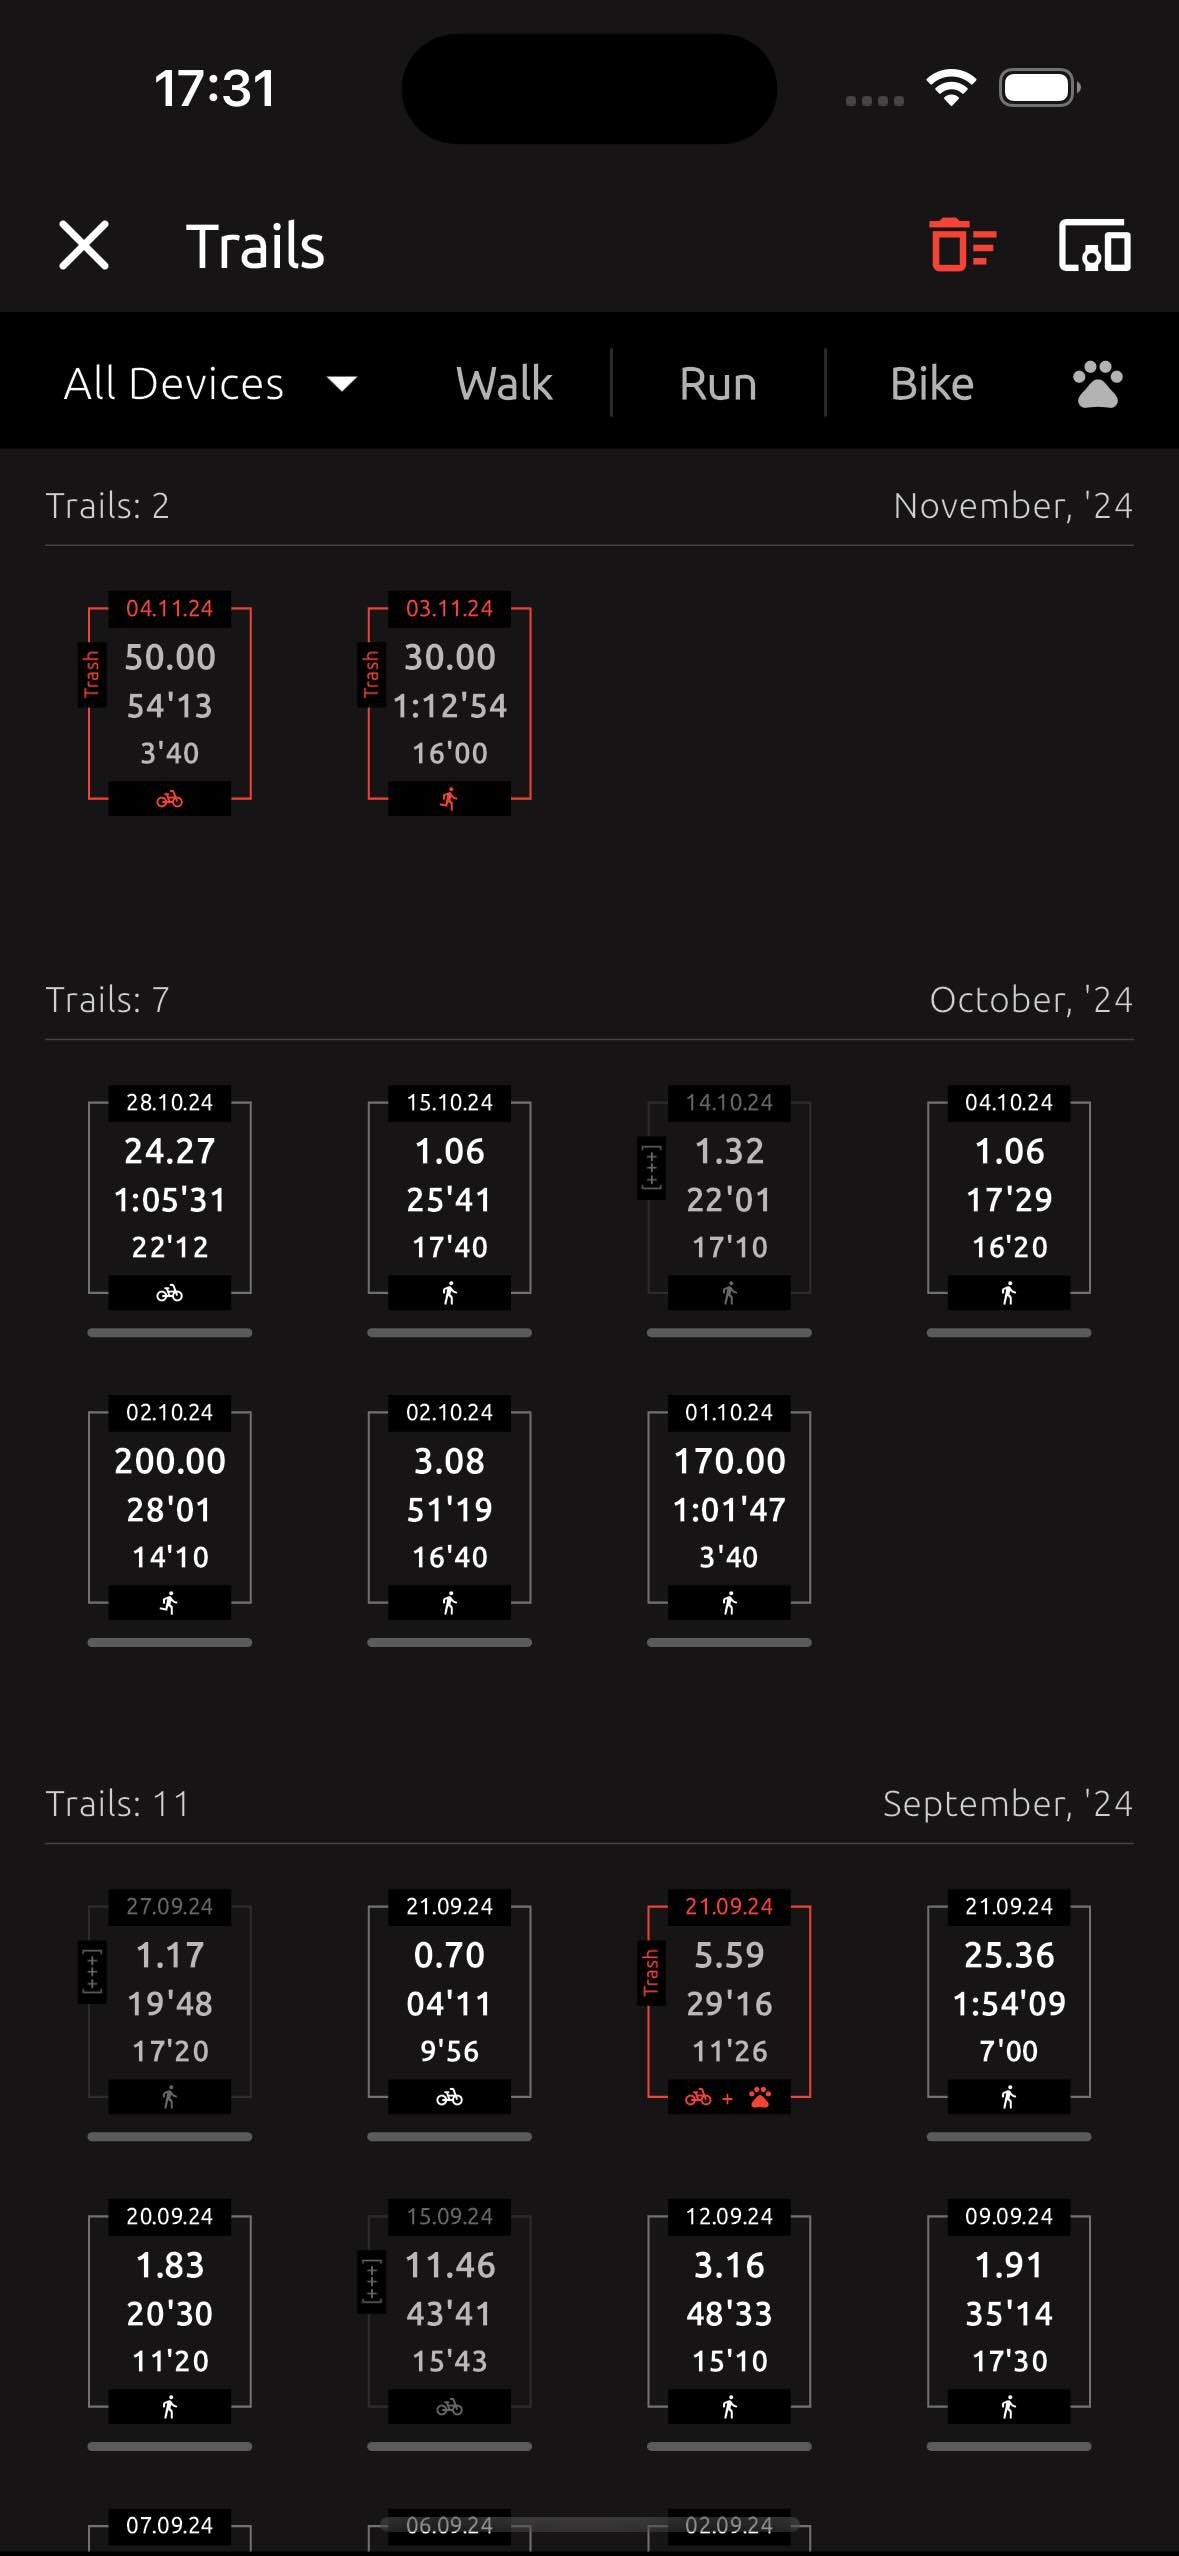 17:31
Trails
All Devices Walk Run Bike
Trails: 2 November, '24
04.11.24 03.11.24
Trash 50.00 Trash 30.00
54'13 1:12'54
3'40 16'00
Trails: 7 October, '24
28.10.24 15.10.24 14.10.24 04.10.24
24.27 1.06 [+++] 1.32 1.06
1:05'31 25'41 22'01 17'29
22'12 17'40 17'10 16'20
02.10.24 02.10.24 01.10.24
200.00 3.08 170.00
28'01 51'19 1:01'47
14'10 16'40 3'40
Trails: 11 September, '24
27.09.24 21.09.24 21.09.24 21.09.24
[+++] 1.17 0.70 Trash 5.59 25.36
19'48 04'11 29'16 1:54'09
17'20 9'56 11'26 7'00
+
20.09.24 15.09.24 12.09.24 09.09.24
1.83 [+++] 11.46 3.16 1.91
20'30 43'41 48'33 35'14
11'20 15'43 15'10 17'30
07.09.24 06.09.24 02.09.24